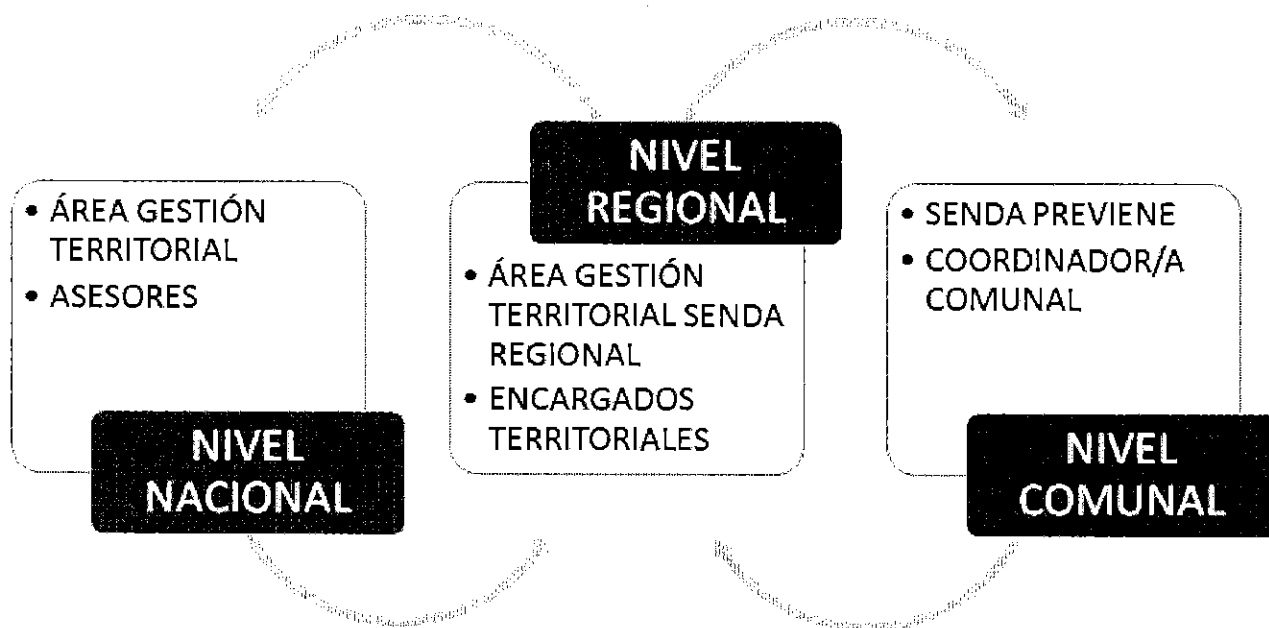 • ÁREA GESTIÓN
TERRITORIAL
• ASESORES
NIVEL
NACIONAL
NIVEL
REGIONAL
• ÁREA GESTIÓN
TERRITORIAL SENDA
REGIONAL
• ENCARGADOS
TERRITORIALES
• SENDA PREVIENE
• COORDINADOR/A
COMUNAL
NIVEL
COMUNAL